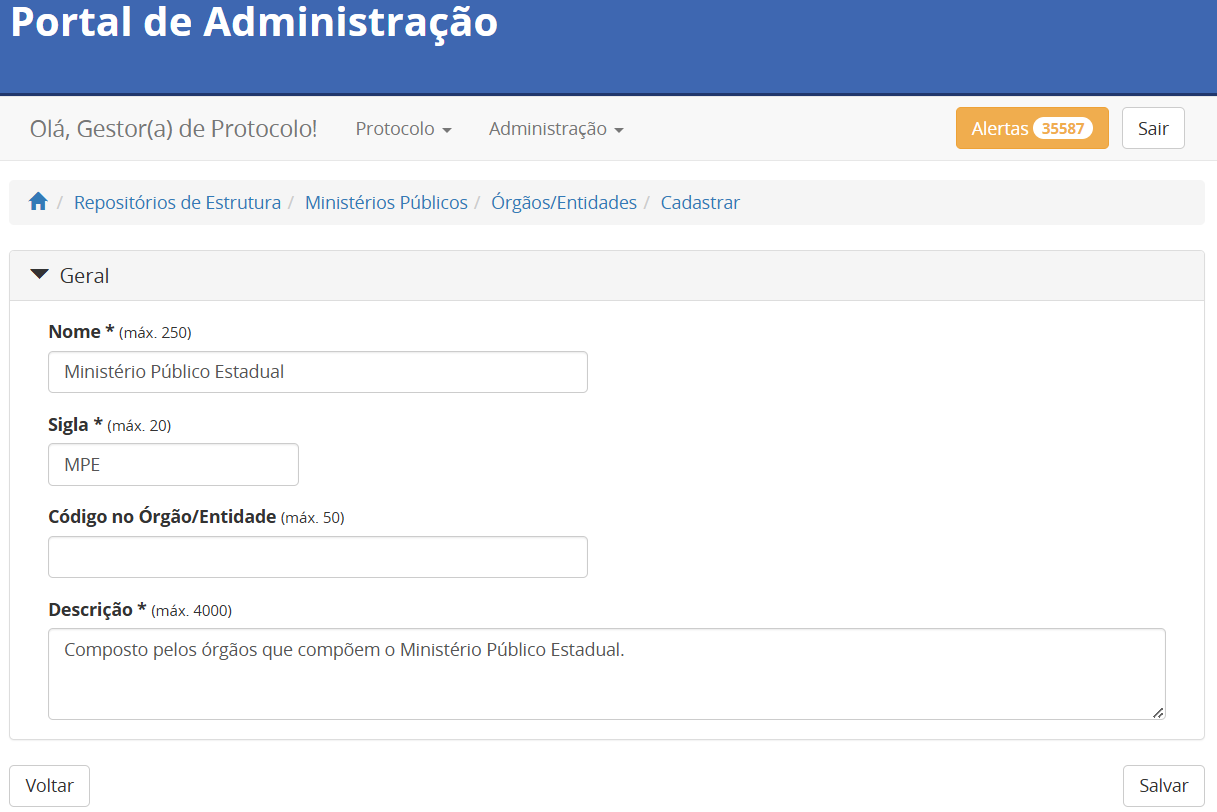 Portal de Administração
Olá, Gestor(a) de Protocolo! Protocolo Administração Alertas 35587 Sair
/ Repositórios de Estrutura / Ministérios Públicos / Órgãos/Entidades / Cadastrar
Geral
Nome * (máx. 250)
Ministério Público Estadual
Sigla * (máx. 20)
MPE
Código no Órgão/Entidade (máx. 50)
Descrição * (máx. 4000)
Composto pelos órgãos que compõem o Ministério Público Estadual.
Voltar Salvar